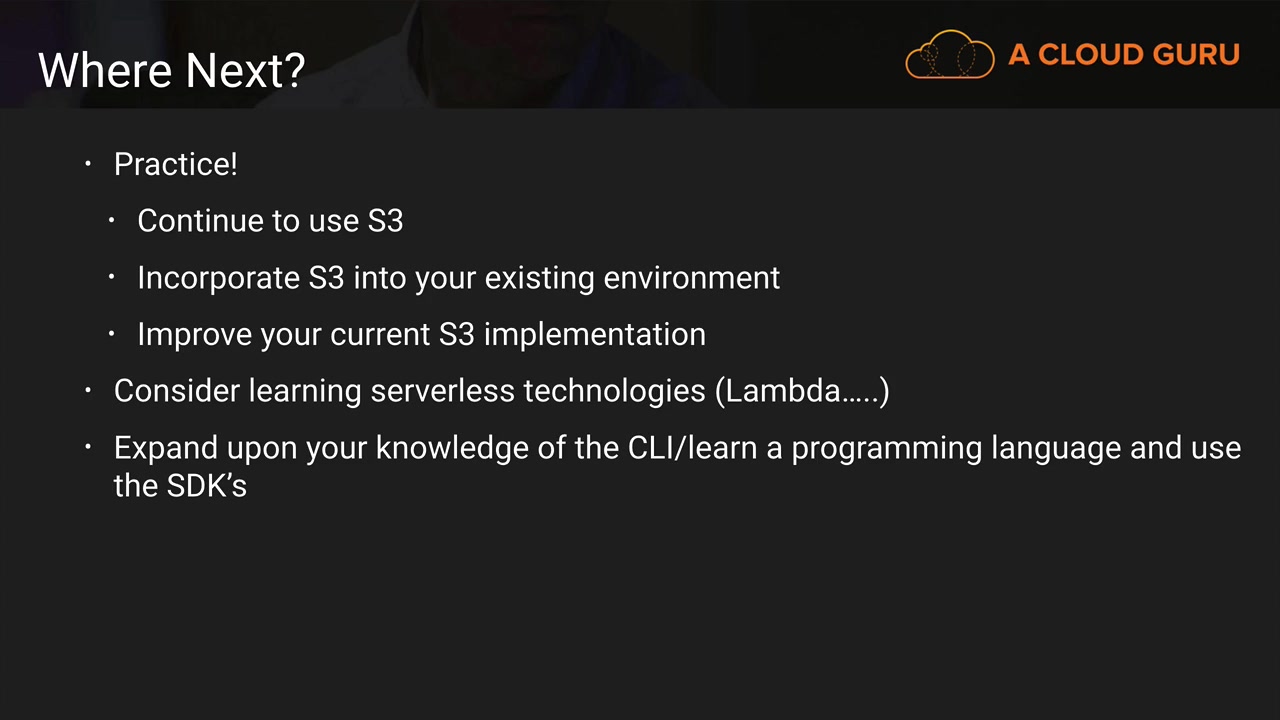 Where Next?
A CLOUD GURU
• Practice!
• Continue to use S3
• Incorporate S3 into your existing environment
• Improve your current S3 implementation
• Consider learning serverless technologies (Lambda…..)
• Expand upon your knowledge of the CLI/learn a programming language and use
the SDK’s